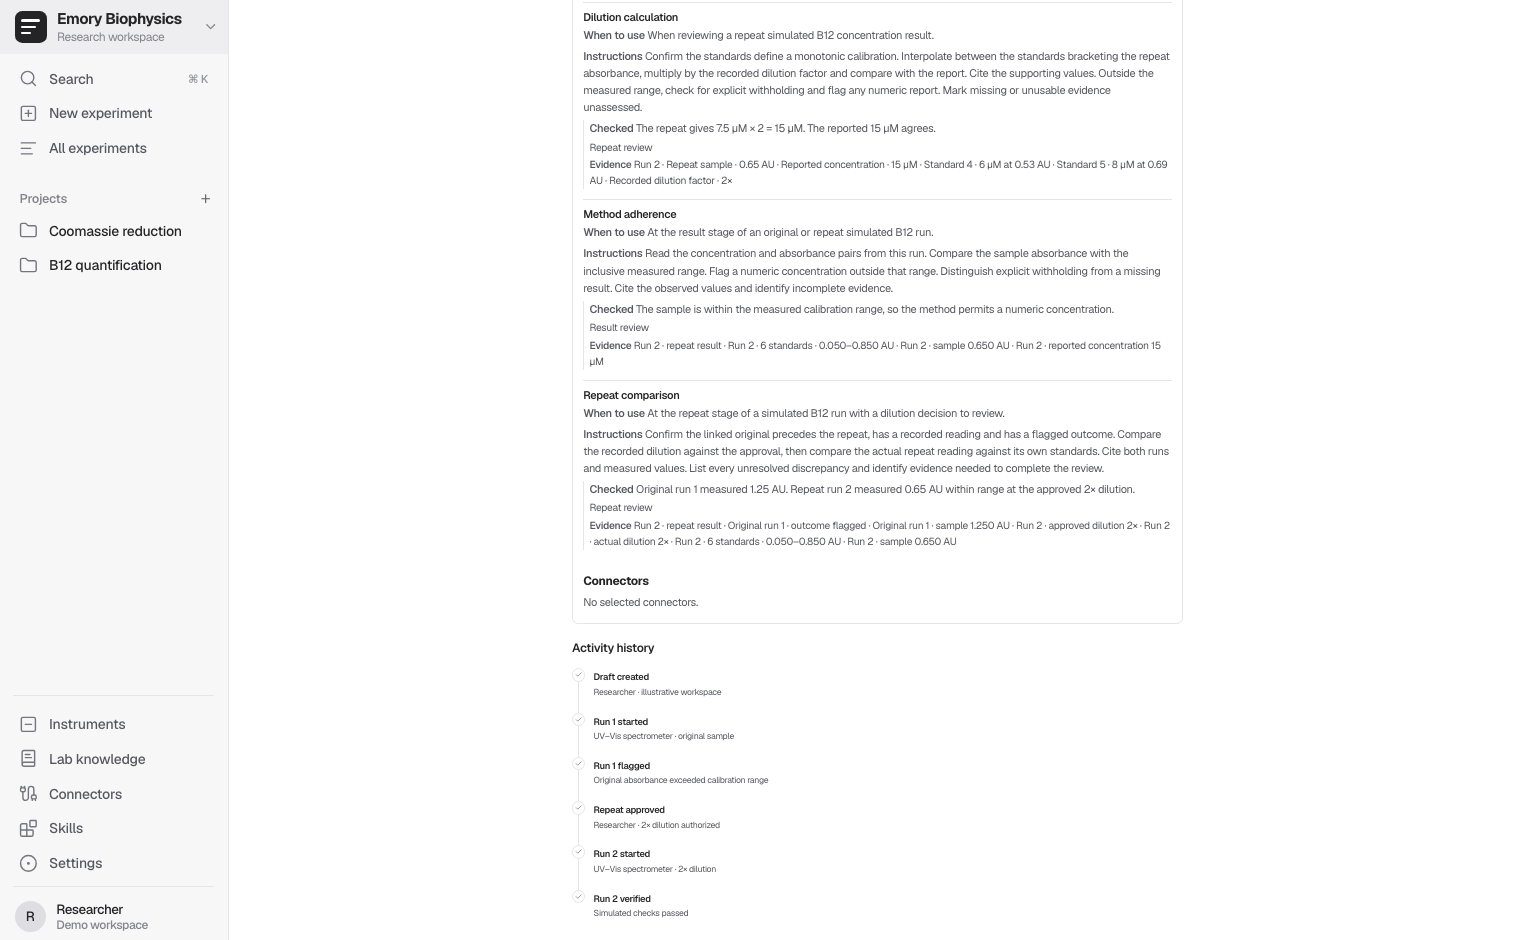 Emory Biophysics
Research workspace
Search
⌘ K
New experiment
All experiments
Projects
Coomassie reduction
B12 quantification
Instruments
Lab knowledge
Connectors
Skills
Settings
R
Researcher
Demo workspace
Dilution calculation
When to use When reviewing a repeat simulated B12 concentration result.
Instructions Confirm the standards define a monotonic calibration. Interpolate between the standards bracketing the repeat
absorbance, multiply by the recorded dilution factor and compare with the report. Cite the supporting values. Outside the
measured range, check for explicit withholding and flag any numeric report. Mark missing or unusable evidence
unassessed.
Checked The repeat gives 7.5 µM × 2 = 15 µM. The reported 15 µM agrees.
Repeat review
Evidence Run 2 · Repeat sample · 0.65 AU · Reported concentration · 15 µM · Standard 4 · 6 µM at 0.53 AU · Standard 5 · 8 µM at 0.69
AU · Recorded dilution factor · 2×
Method adherence
When to use At the result stage of an original or repeat simulated B12 run.
Instructions Read the concentration and absorbance pairs from this run. Compare the sample absorbance with the
inclusive measured range. Flag a numeric concentration outside that range. Distinguish explicit withholding from a missing
result. Cite the observed values and identify incomplete evidence.
Checked The sample is within the measured calibration range, so the method permits a numeric concentration.
Result review
Evidence Run 2 · repeat result · Run 2 · 6 standards · 0.050–0.850 AU · Run 2 · sample 0.650 AU · Run 2 · reported concentration 15
µM
Repeat comparison
When to use At the repeat stage of a simulated B12 run with a dilution decision to review.
Instructions Confirm the linked original precedes the repeat, has a recorded reading and has a flagged outcome. Compare
the recorded dilution against the approval, then compare the actual repeat reading against its own standards. Cite both runs
and measured values. List every unresolved discrepancy and identify evidence needed to complete the review.
Checked Original run 1 measured 1.25 AU. Repeat run 2 measured 0.65 AU within range at the approved 2× dilution.
Repeat review
Evidence Run 2 · repeat result · Original run 1 · outcome flagged · Original run 1 · sample 1.250 AU · Run 2 · approved dilution 2× · Run 2
· actual dilution 2× · Run 2 · 6 standards · 0.050–0.850 AU · Run 2 · sample 0.650 AU
Connectors
No selected connectors.
Activity history
Draft created
Researcher · illustrative workspace
Run 1 started
UV–Vis spectrometer · original sample
Run 1 flagged
Original absorbance exceeded calibration range
Repeat approved
Researcher · 2× dilution authorized
Run 2 started
UV–Vis spectrometer · 2× dilution
Run 2 verified
Simulated checks passed